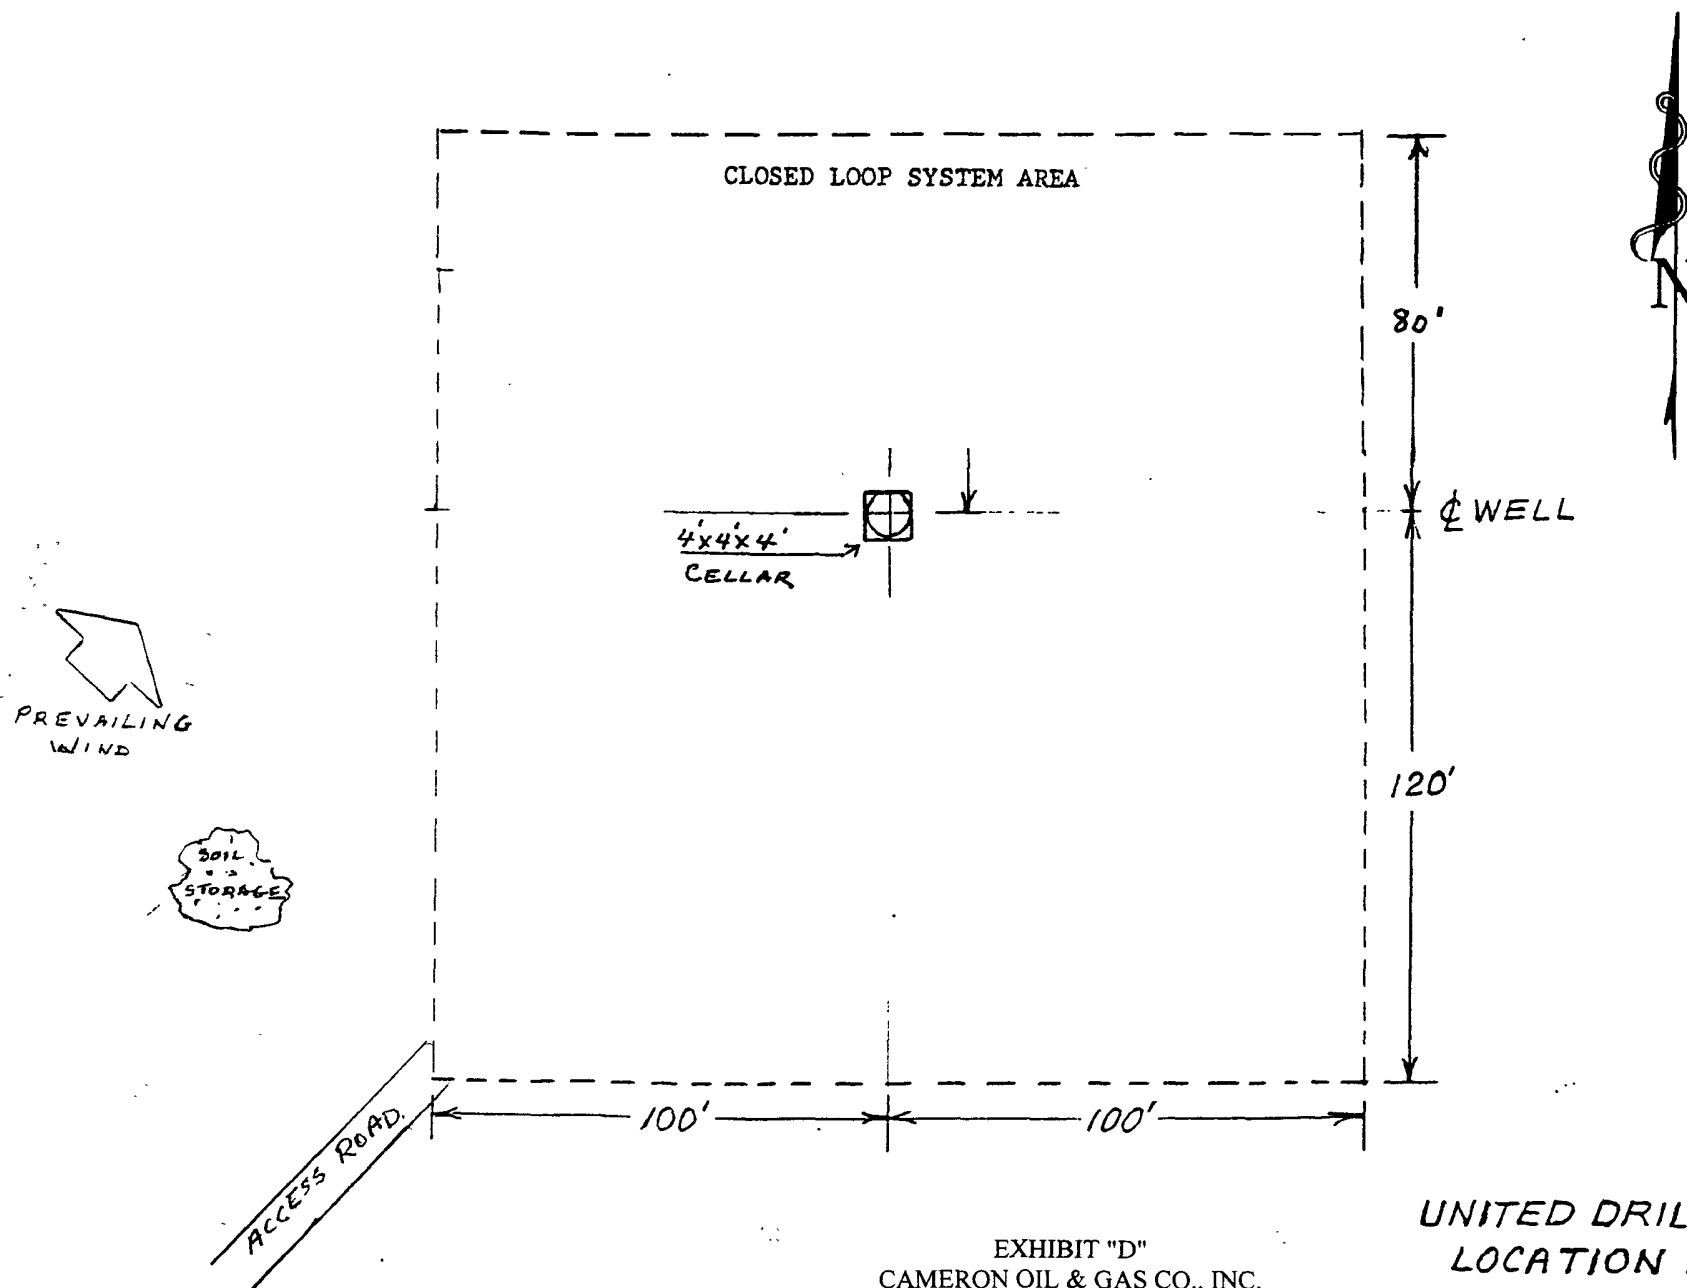 CLOSED LOOP SYSTEM AREA
80'
℄ WELL
4'x4'x4'
CELLAR
PREVAILING
WIND
120'
SOIL
STORAGE
100'
100'
ACCESS ROAD.
UNITED DRIL
LOCATION
EXHIBIT "D"
CAMERON OIL & GAS CO., INC.